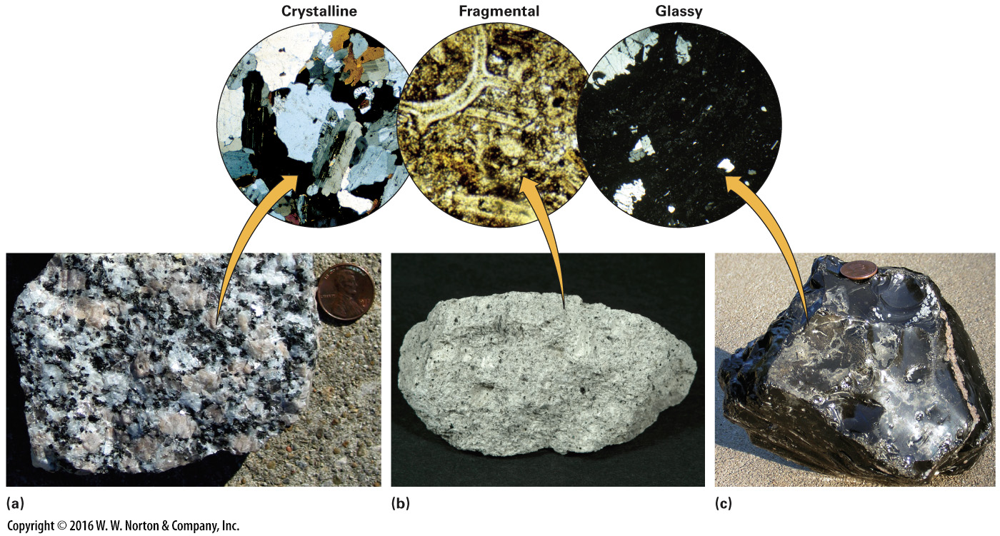 Crystalline
Fragmental
Glassy
(a)
(b)
(c)
Copyright © 2016 W. W. Norton & Company, Inc.